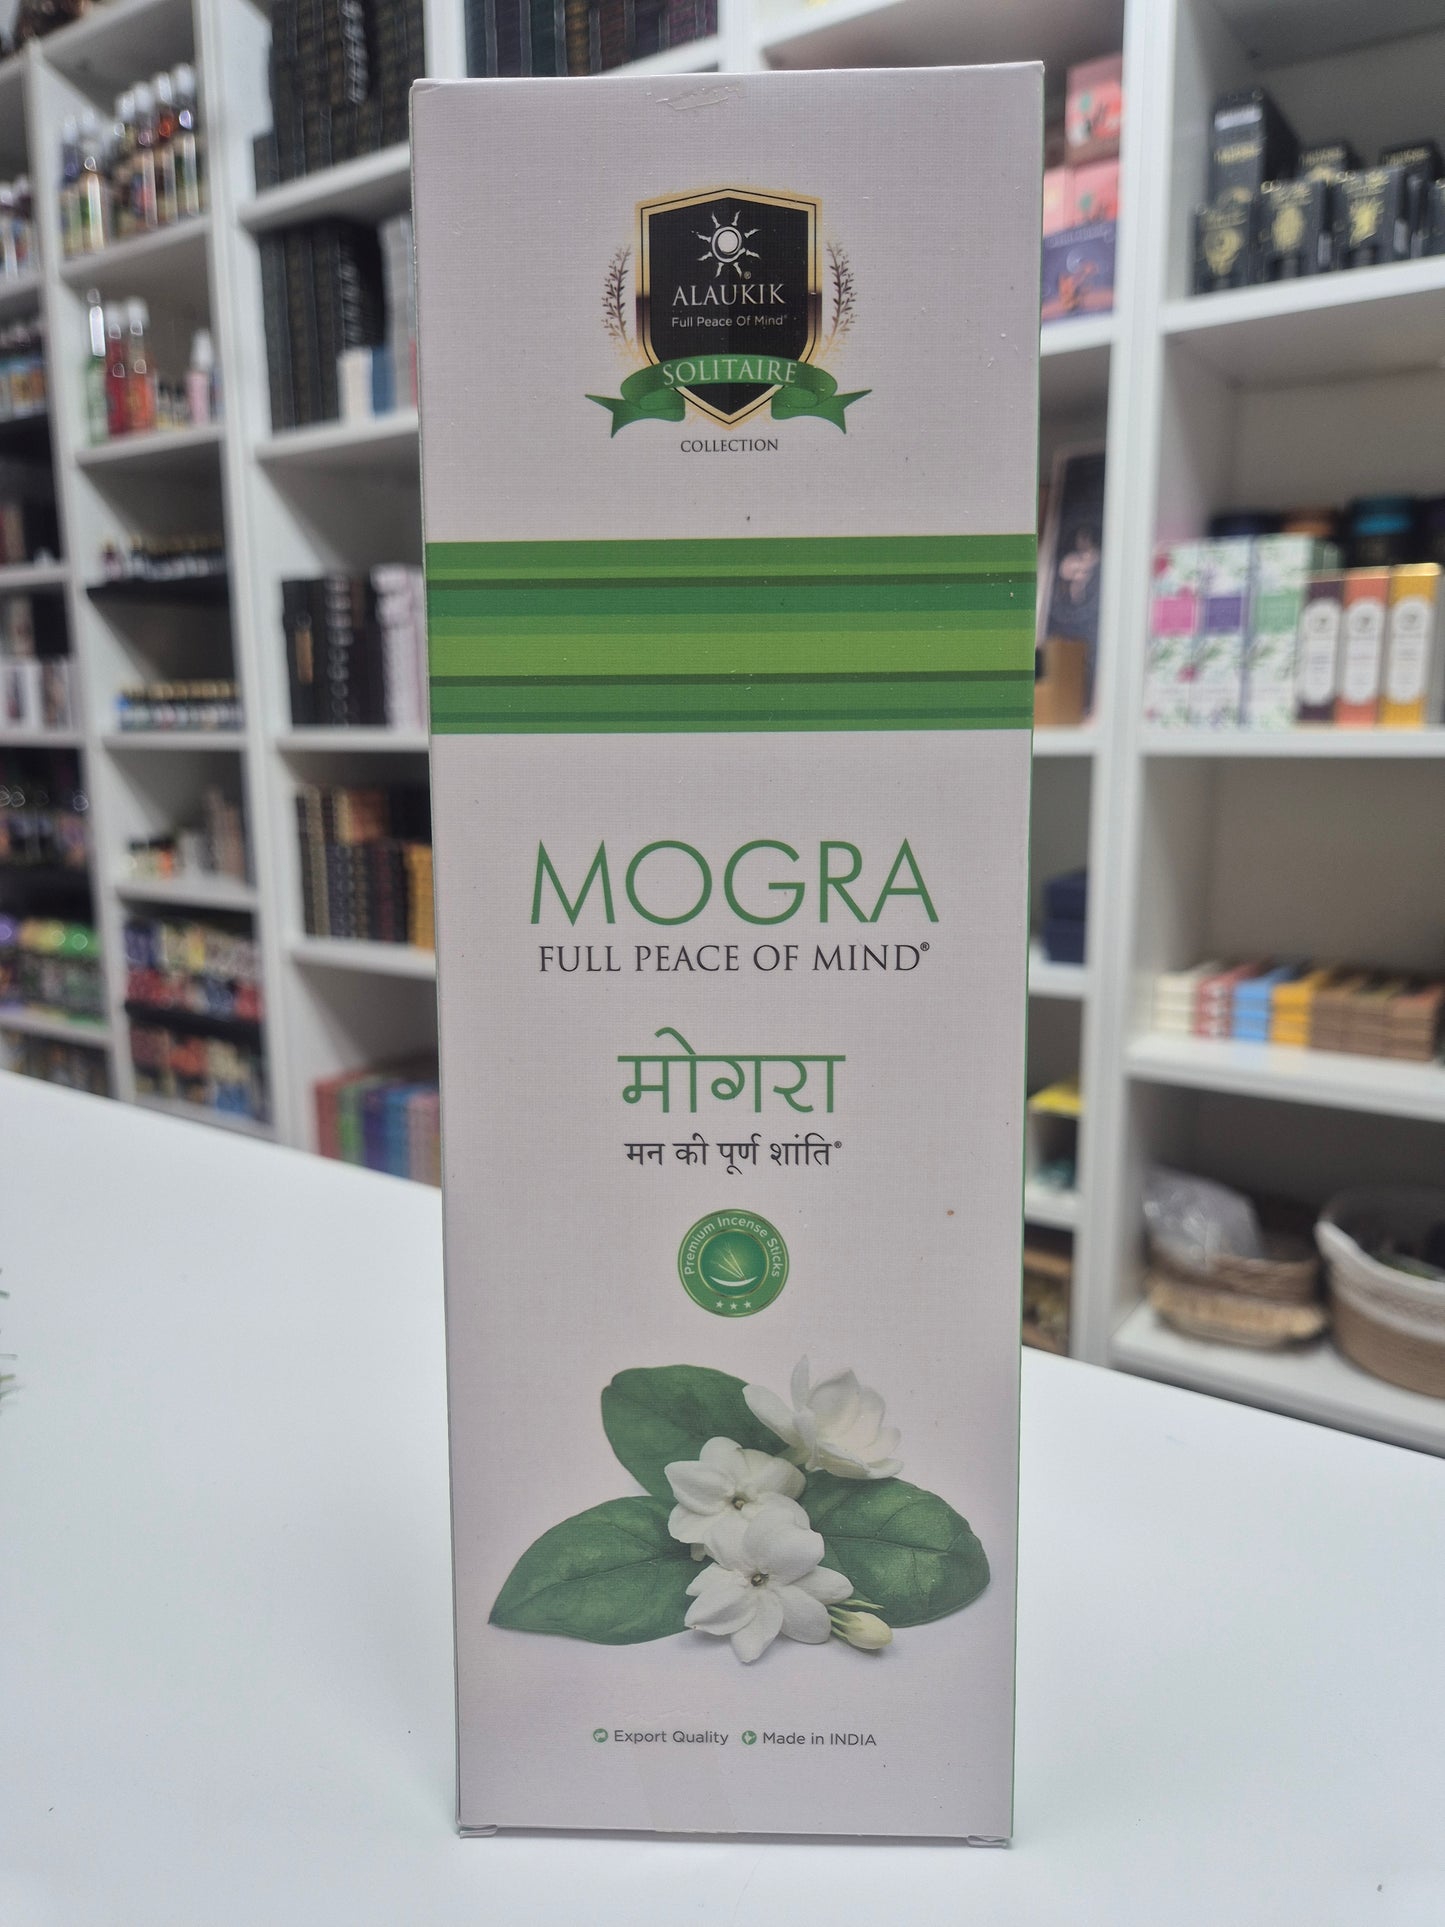 ALAUKIK®
Full Peace Of Mind®
SOLITAIRE
COLLECTION
MOGRA
FULL PEACE OF MIND®
मोगरा
मन की पूर्ण शांति®
Premium Incense Sticks
Export Quality Made in INDIA